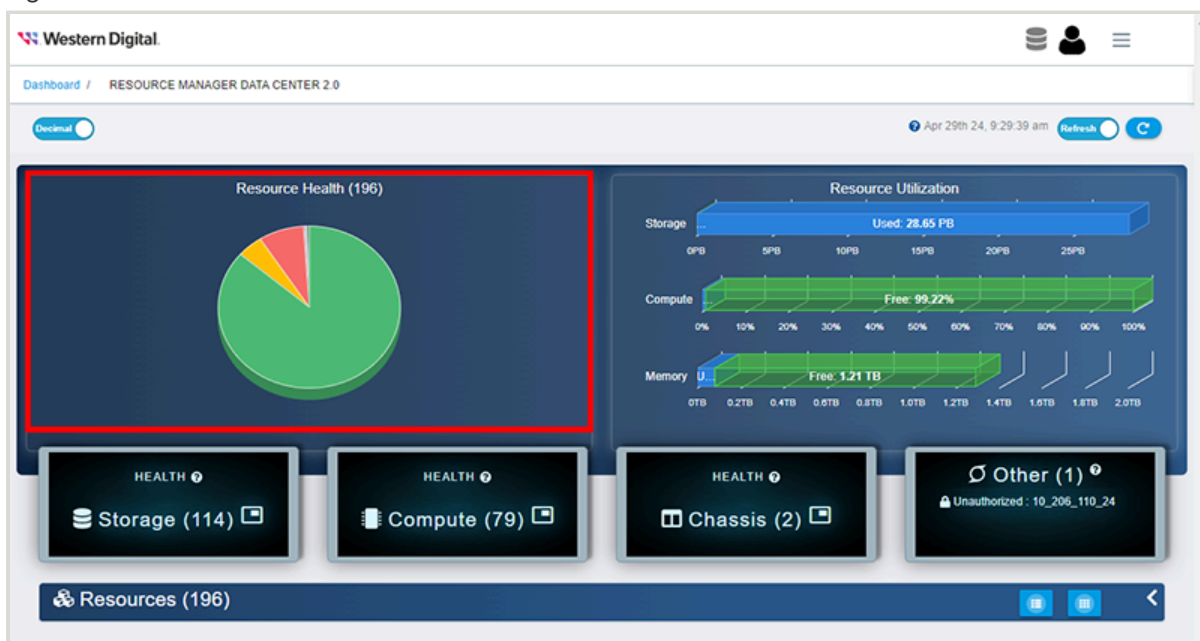 Western Digital.
Dashboard / RESOURCE MANAGER DATA CENTER 2.0
Decimal
Apr 29th 24, 9:29:39 am Refresh
Resource Health (196)
Resource Utilization
Storage ... Used: 28.65 PB
0PB 5PB 10PB 15PB 20PB 25PB
Compute ... Free: 99.22%
0% 10% 20% 30% 40% 50% 60% 70% 80% 90% 100%
Memory U... Free: 1.21 TB
0TB 0.2TB 0.4TB 0.6TB 0.8TB 1.0TB 1.2TB 1.4TB 1.6TB 1.8TB 2.0TB
HEALTH ?
Storage (114)
HEALTH ?
Compute (79)
HEALTH ?
Chassis (2)
Other (1) ?
Unauthorized : 10_206_110_24
Resources (196)